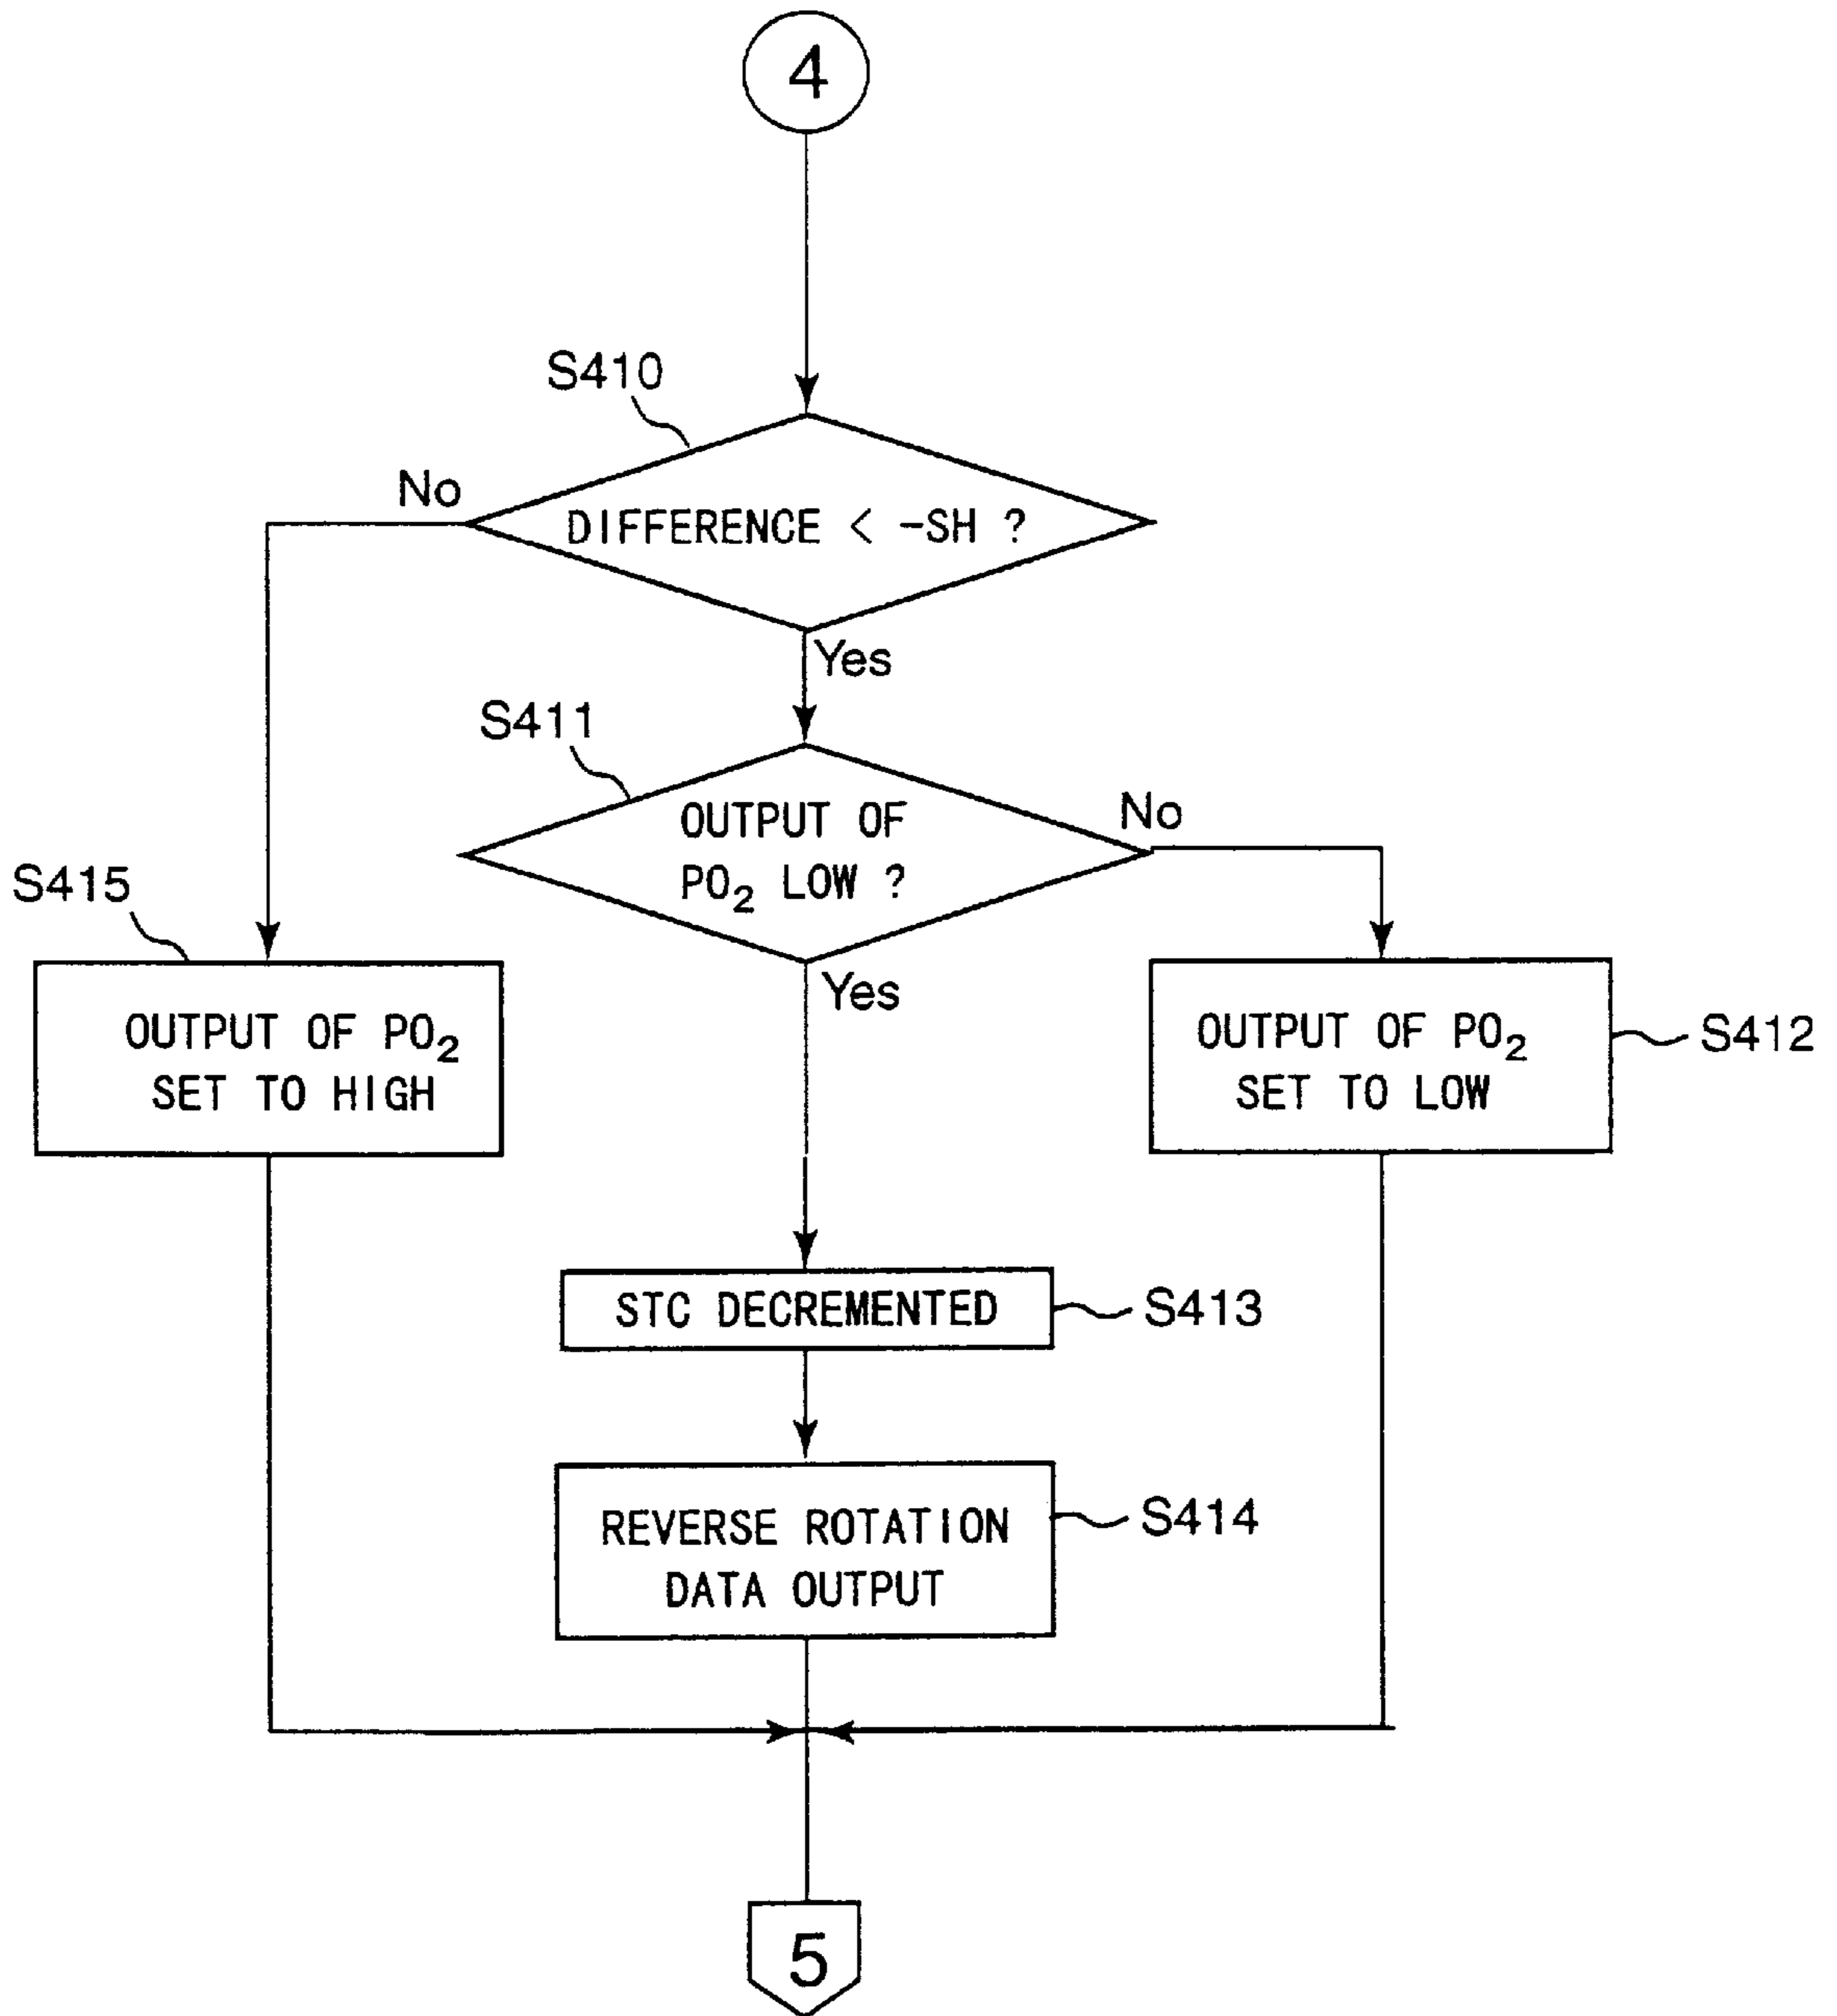 4
S410
No
DIFFERENCE < -SH ?
Yes
S411
OUTPUT OF
PO₂ LOW ?
No
S415
Yes
OUTPUT OF PO₂
SET TO HIGH
OUTPUT OF PO₂
SET TO LOW
S412
STC DECREMENTED
S413
REVERSE ROTATION
DATA OUTPUT
S414
5